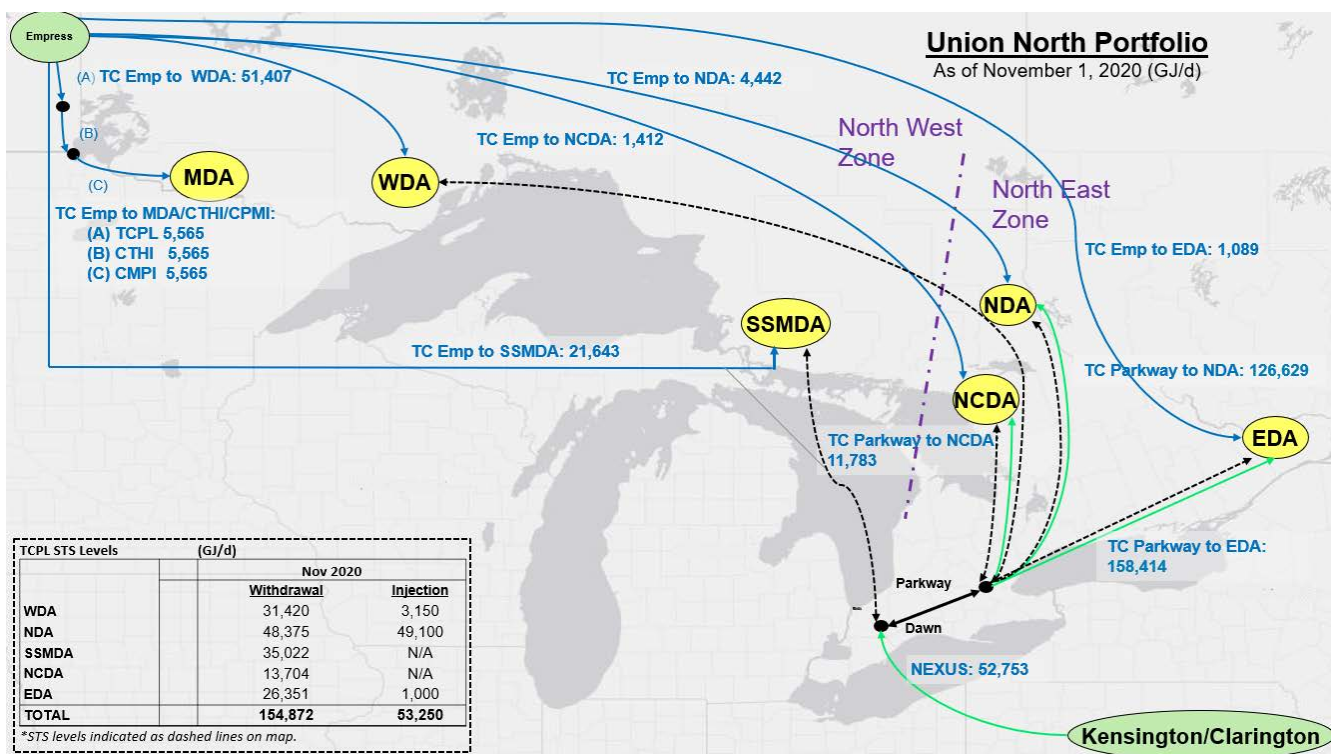 Empress
Union North Portfolio
As of November 1, 2020 (GJ/d)
(A) TC Emp to WDA: 51,407
TC Emp to NDA: 4,442
TC Emp to NCDA: 1,412
North West
Zone
(B)
(C)
MDA
WDA
North East
Zone
TC Emp to MDA/CTHI/CPMI:
(A) TCPL 5,565
(B) CTHI 5,565
(C) CMPI 5,565
TC Emp to EDA: 1,089
NDA
SSMDA
TC Emp to SSMDA: 21,643
TC Parkway to NDA: 126,629
NCDA
EDA
TC Parkway to NCDA
11,783
TC Parkway to EDA:
158,414
Parkway
Dawn
NEXUS: 52,753
Kensington/Clarington
TCPL STS Levels (GJ/d)
Nov 2020
Withdrawal Injection
WDA 31,420 3,150
NDA 48,375 49,100
SSMDA 35,022 N/A
NCDA 13,704 N/A
EDA 26,351 1,000
TOTAL 154,872 53,250
*STS levels indicated as dashed lines on map.